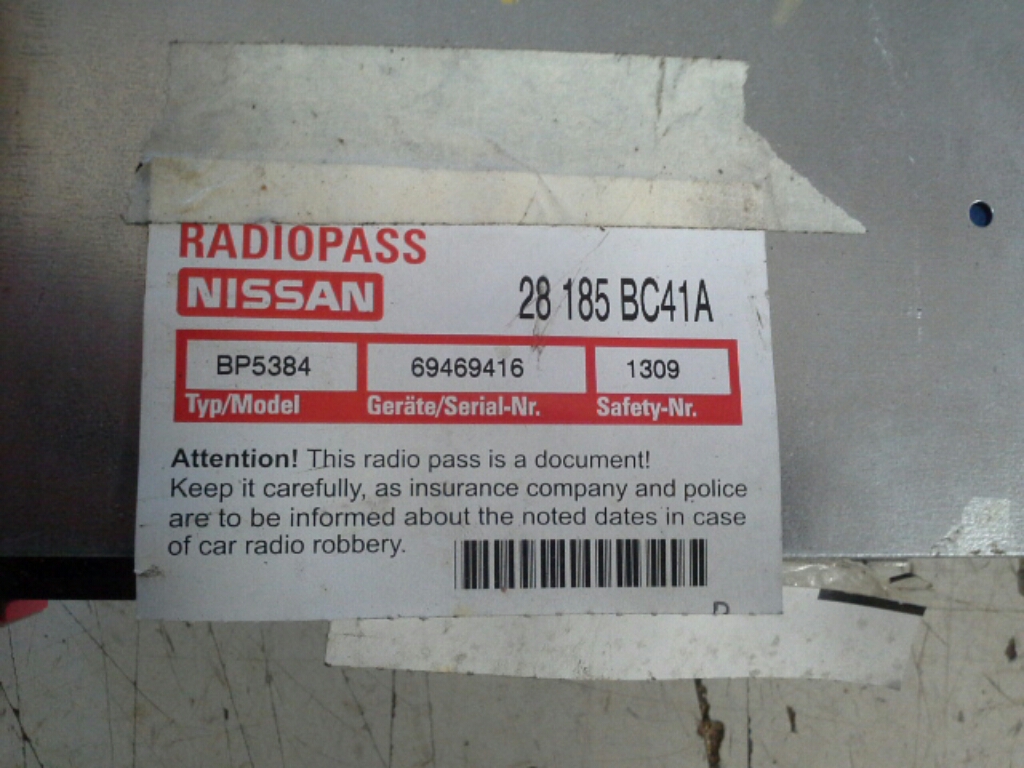 RADIOPASS
NISSAN 28 185 BC41A
BP5384 69469416 1309
Typ/Model Geräte/Serial-Nr. Safety-Nr.
Attention! This radio pass is a document!
Keep it carefully, as insurance company and police
are to be informed about the noted dates in case
of car radio robbery.